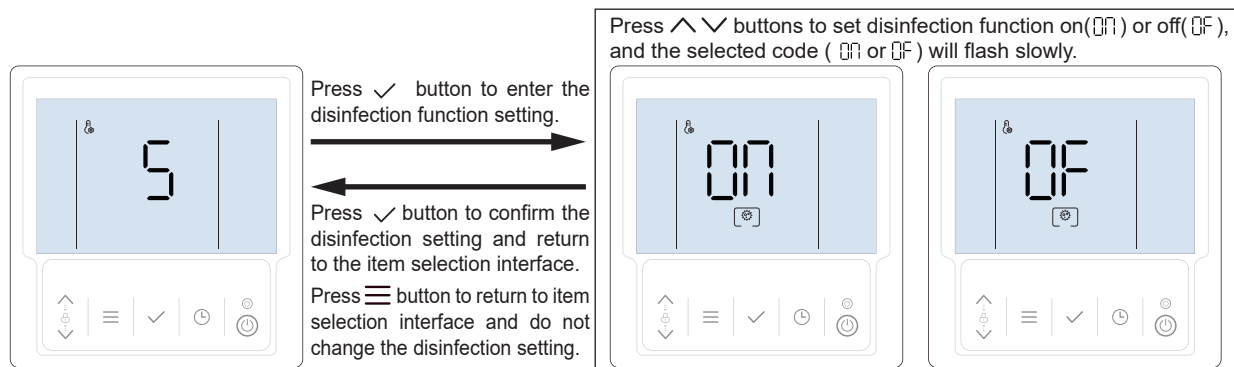 Press ∧ ∨ buttons to set disinfection function on(ON) or off(OF),
and the selected code ( ON or OF ) will flash slowly.
Press ✓ button to enter the
disinfection function setting.
Press ✓ button to confirm the
disinfection setting and return
to the item selection interface.
Press ☰ button to return to item
selection interface and do not
change the disinfection setting.
5
ON
OF